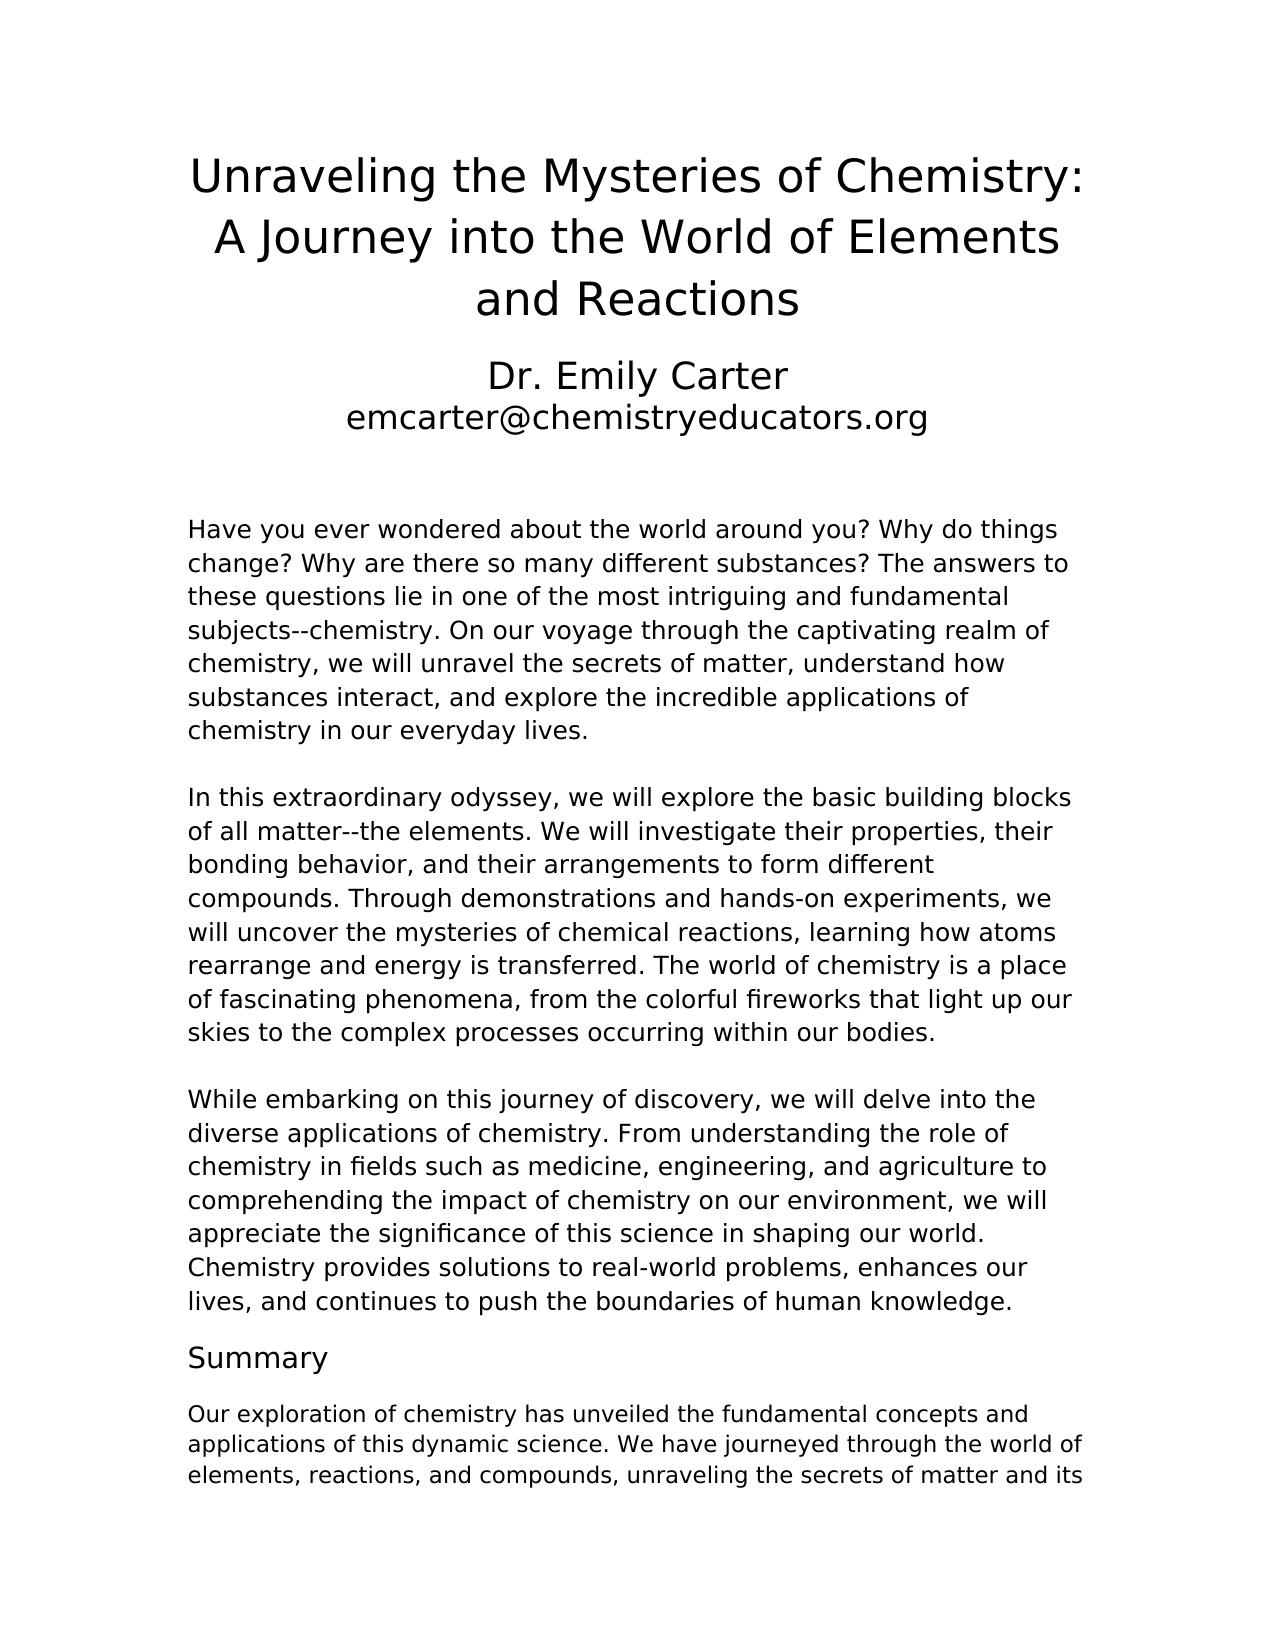 Unraveling the Mysteries of Chemistry:
A Journey into the World of Elements
and Reactions
Dr. Emily Carter
emcarter@chemistryeducators.org
Have you ever wondered about the world around you? Why do things
change? Why are there so many different substances? The answers to
these questions lie in one of the most intriguing and fundamental
subjects--chemistry. On our voyage through the captivating realm of
chemistry, we will unravel the secrets of matter, understand how
substances interact, and explore the incredible applications of
chemistry in our everyday lives.
In this extraordinary odyssey, we will explore the basic building blocks
of all matter--the elements. We will investigate their properties, their
bonding behavior, and their arrangements to form different
compounds. Through demonstrations and hands-on experiments, we
will uncover the mysteries of chemical reactions, learning how atoms
rearrange and energy is transferred. The world of chemistry is a place
of fascinating phenomena, from the colorful fireworks that light up our
skies to the complex processes occurring within our bodies.
While embarking on this journey of discovery, we will delve into the
diverse applications of chemistry. From understanding the role of
chemistry in fields such as medicine, engineering, and agriculture to
comprehending the impact of chemistry on our environment, we will
appreciate the significance of this science in shaping our world.
Chemistry provides solutions to real-world problems, enhances our
lives, and continues to push the boundaries of human knowledge.
Summary
Our exploration of chemistry has unveiled the fundamental concepts and
applications of this dynamic science. We have journeyed through the world of
elements, reactions, and compounds, unraveling the secrets of matter and its